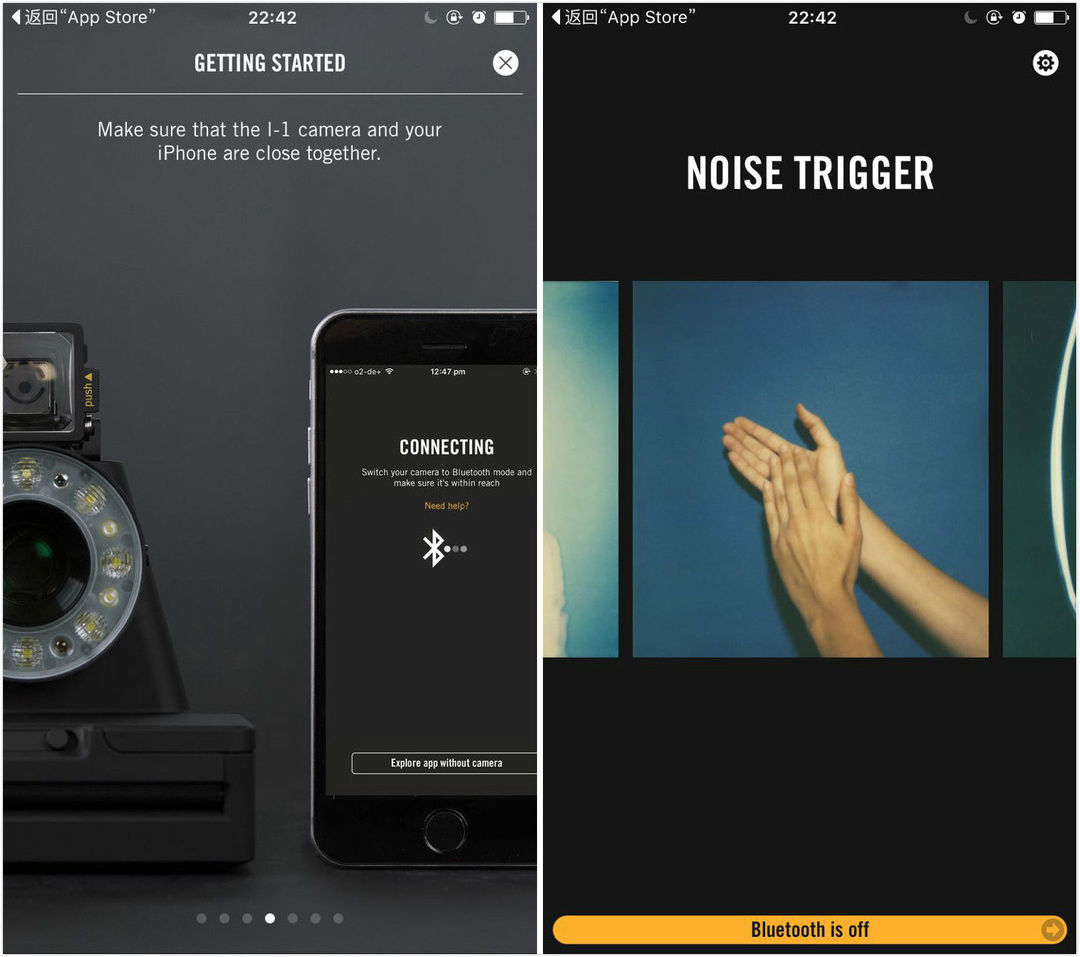 返回“App Store”
22:42
GETTING STARTED
Make sure that the I-1 camera and your
iPhone are close together.
push
o2-de+
12:47 pm
CONNECTING
Switch your camera to Bluetooth mode and
make sure it's within reach
Need help?
Explore app without camera
返回“App Store”
22:42
NOISE TRIGGER
Bluetooth is off